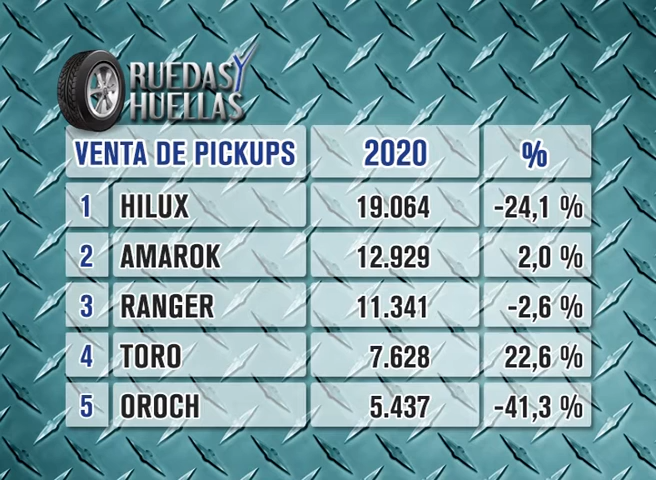 RUEDAS Y
HUELLAS
VENTA DE PICKUPS 2020 %
1 HILUX 19.064 -24,1 %
2 AMAROK 12.929 2,0 %
3 RANGER 11.341 -2,6 %
4 TORO 7.628 22,6 %
5 OROCH 5.437 -41,3 %